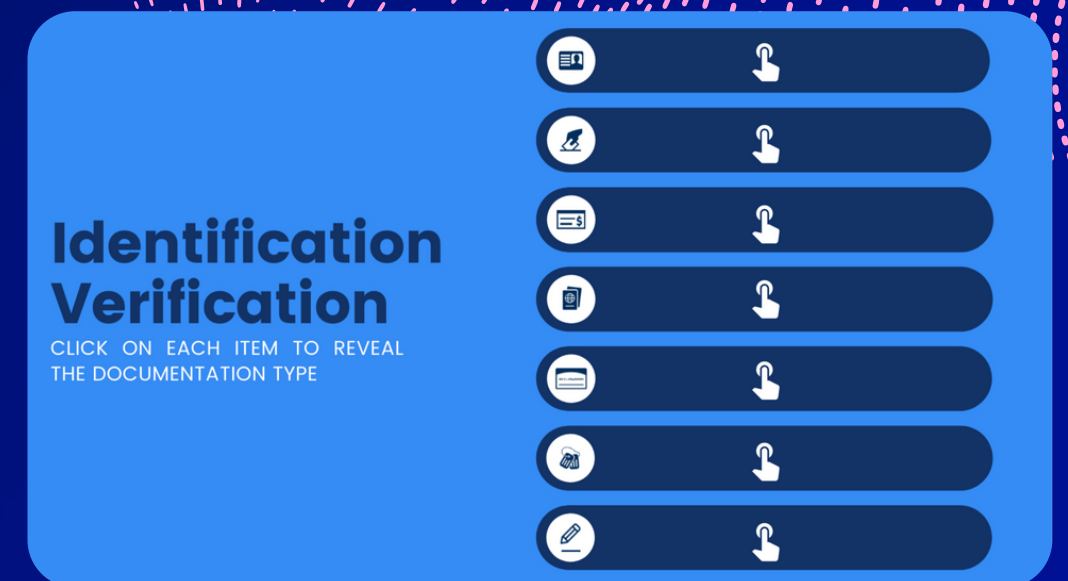 Identification
Verification
CLICK ON EACH ITEM TO REVEAL
THE DOCUMENTATION TYPE
$